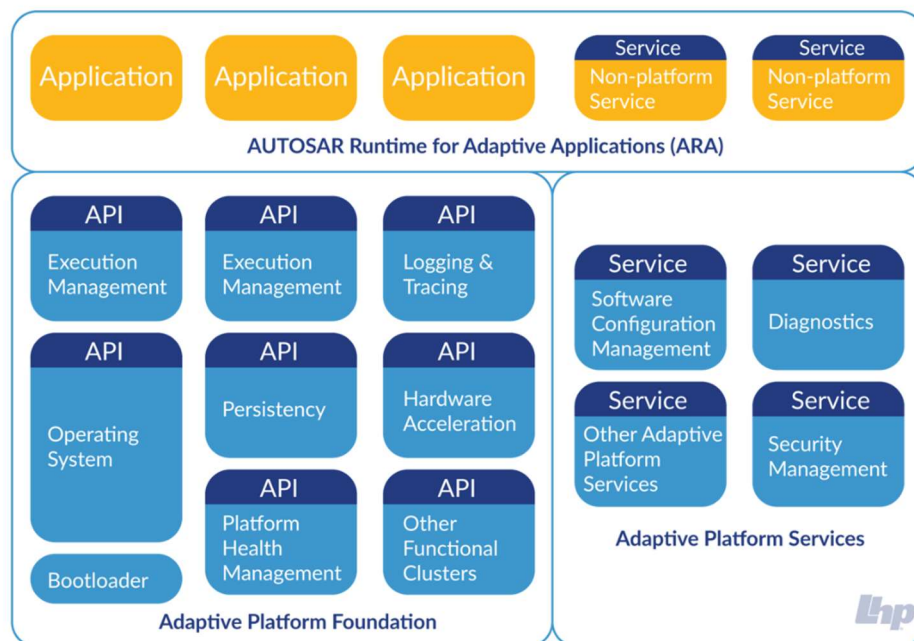 Application
Application
Application
Service
Non-platform
Service
Service
Non-platform
Service
AUTOSAR Runtime for Adaptive Applications (ARA)
API
Execution
Management
API
Execution
Management
API
Logging &
Tracing
API
Operating
System
API
Persistency
API
Hardware
Acceleration
API
Platform
Health
Management
API
Other
Functional
Clusters
Bootloader
Adaptive Platform Foundation
Service
Software
Configuration
Management
Service
Diagnostics
Service
Other Adaptive
Platform
Services
Service
Security
Management
Adaptive Platform Services
lhp